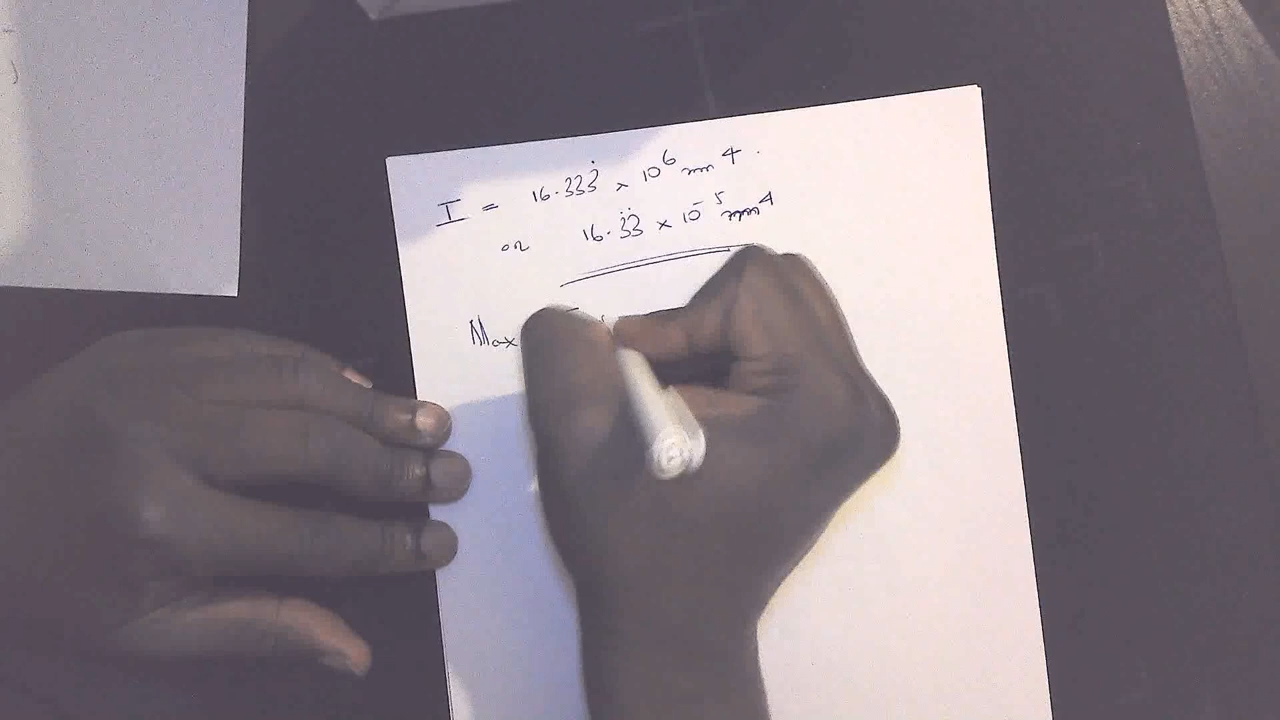 I = 16.333̇ × 10⁶ mm⁴.
or 16.3̇3̇ × 10⁻⁵ mm⁴
Max